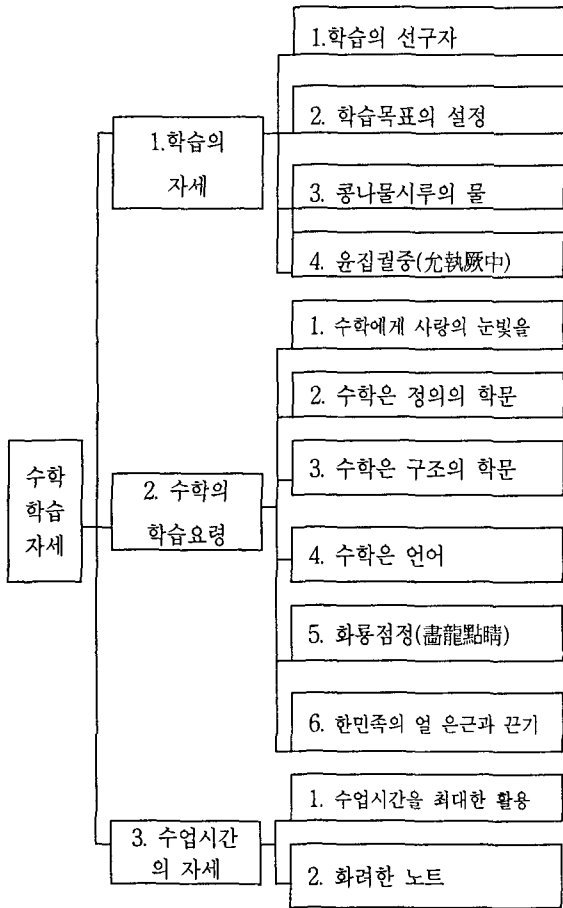 수학
학습
자세
1.학습의
자세
1.학습의 선구자
2. 학습목표의 설정
3. 콩나물시루의 물
4. 윤집궐중(允執厥中)
2. 수학의
학습요령
1. 수학에게 사랑의 눈빛을
2. 수학은 정의의 학문
3. 수학은 구조의 학문
4. 수학은 언어
5. 화룡점정(畵龍點睛)
6. 한민족의 얼 은근과 끈기
3. 수업시간
의 자세
1. 수업시간을 최대한 활용
2. 화려한 노트